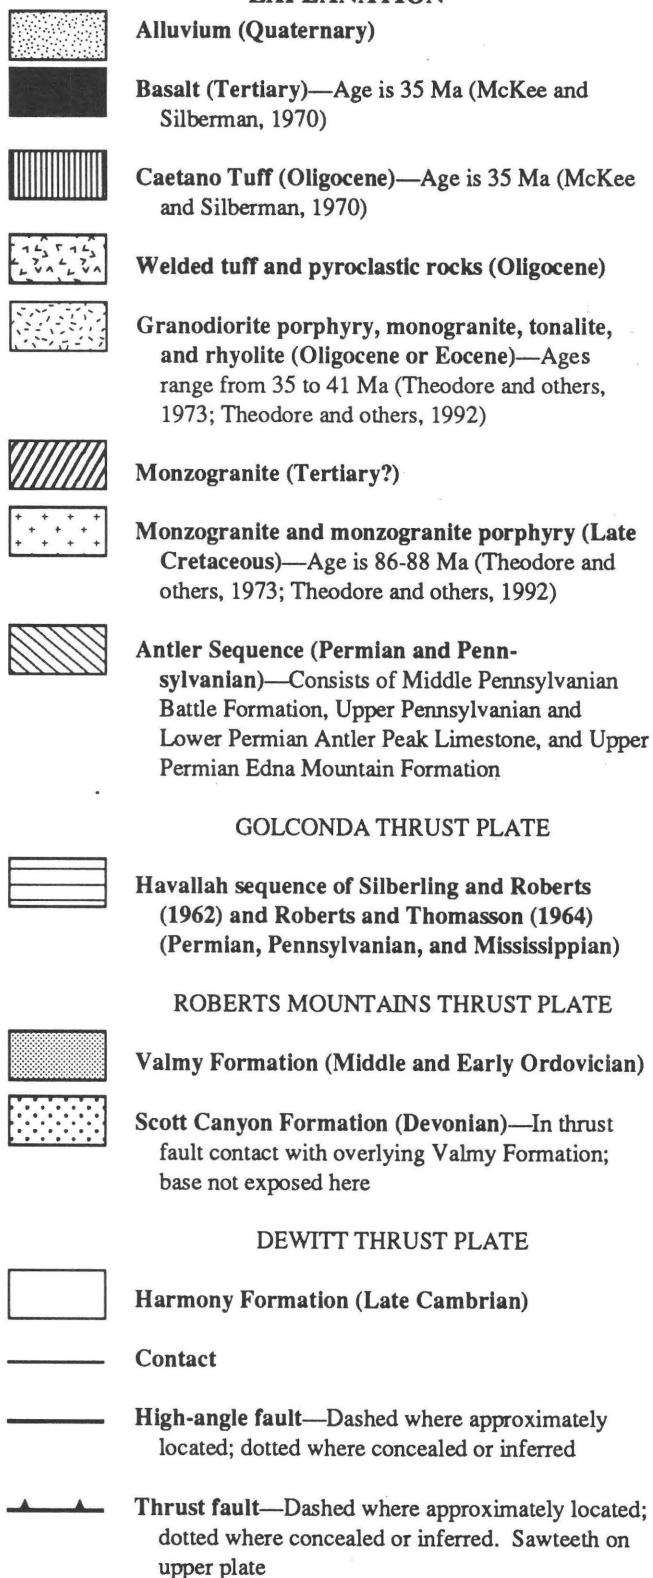 EXPLANATION
Alluvium (Quaternary)
Basalt (Tertiary)—Age is 35 Ma (McKee and
Silberman, 1970)
Caetano Tuff (Oligocene)—Age is 35 Ma (McKee
and Silberman, 1970)
Welded tuff and pyroclastic rocks (Oligocene)
Granodiorite porphyry, monogranite, tonalite,
and rhyolite (Oligocene or Eocene)—Ages
range from 35 to 41 Ma (Theodore and others,
1973; Theodore and others, 1992)
Monzogranite (Tertiary?)
Monzogranite and monzogranite porphyry (Late
Cretaceous)—Age is 86-88 Ma (Theodore and
others, 1973; Theodore and others, 1992)
Antler Sequence (Permian and Penn-
sylvanian)—Consists of Middle Pennsylvanian
Battle Formation, Upper Pennsylvanian and
Lower Permian Antler Peak Limestone, and Upper
Permian Edna Mountain Formation
GOLCONDA THRUST PLATE
Havallah sequence of Silberling and Roberts
(1962) and Roberts and Thomasson (1964)
(Permian, Pennsylvanian, and Mississippian)
ROBERTS MOUNTAINS THRUST PLATE
Valmy Formation (Middle and Early Ordovician)
Scott Canyon Formation (Devonian)—In thrust
fault contact with overlying Valmy Formation;
base not exposed here
DEWITT THRUST PLATE
Harmony Formation (Late Cambrian)
Contact
High-angle fault—Dashed where approximately
located; dotted where concealed or inferred
Thrust fault—Dashed where approximately located;
dotted where concealed or inferred. Sawteeth on
upper plate